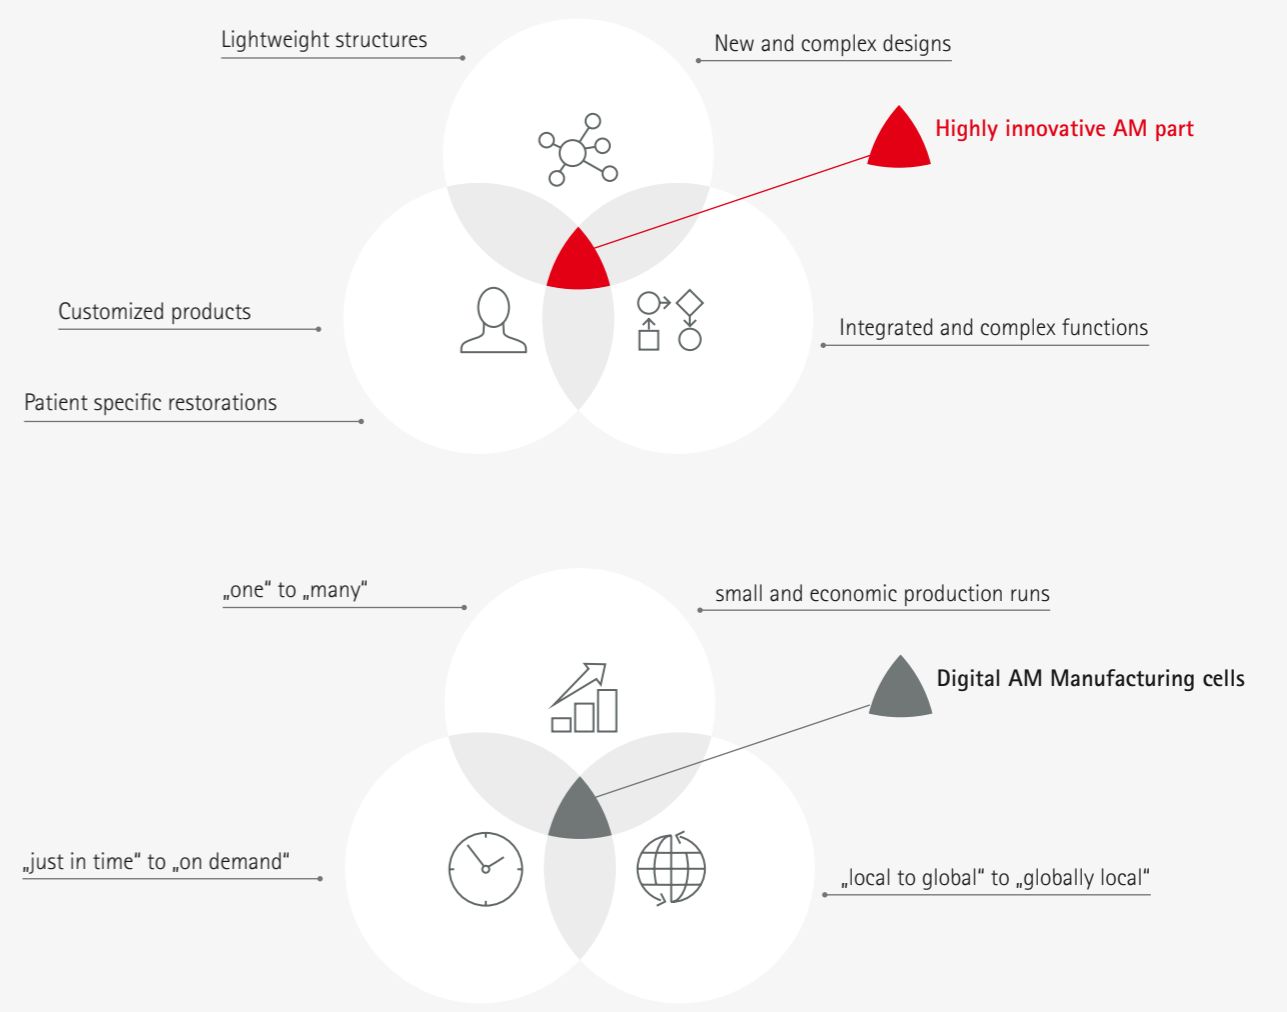 Lightweight structures
New and complex designs
Highly innovative AM part
Customized products
Integrated and complex functions
Patient specific restorations
„one“ to „many“
small and economic production runs
Digital AM Manufacturing cells
„just in time“ to „on demand“
„local to global“ to „globally local“